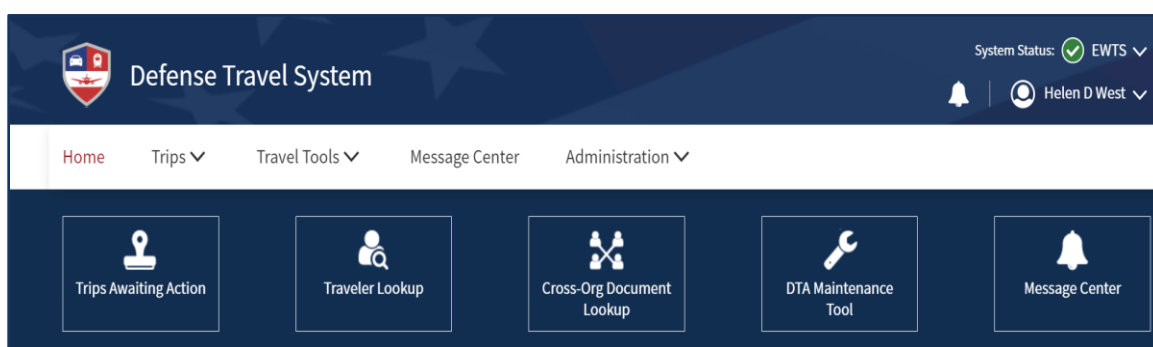 System Status: EWTS
Defense Travel System
Helen D West
Home Trips Travel Tools Message Center Administration
Trips Awaiting Action
Traveler Lookup
Cross-Org Document
Lookup
DTA Maintenance
Tool
Message Center